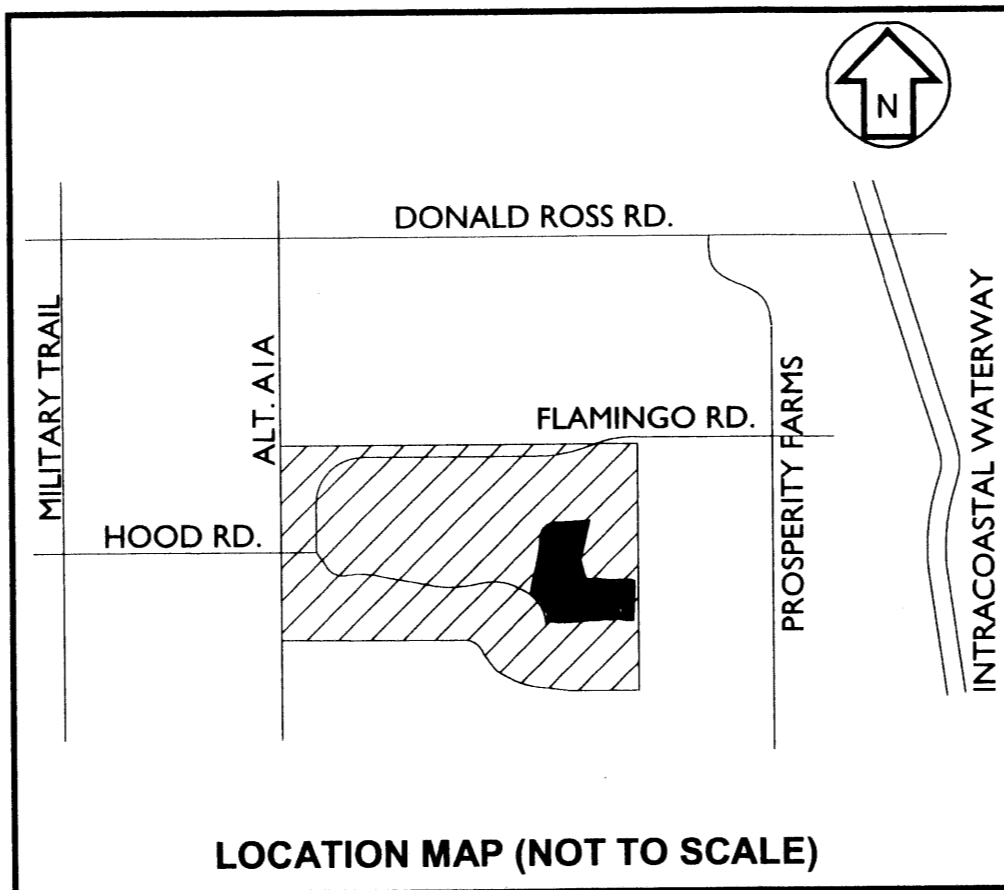 N
DONALD ROSS RD.
MILITARY TRAIL
ALT. A1A
FLAMINGO RD.
PROSPERITY FARMS
INTRACOASTAL WATERWAY
HOOD RD.
LOCATION MAP (NOT TO SCALE)